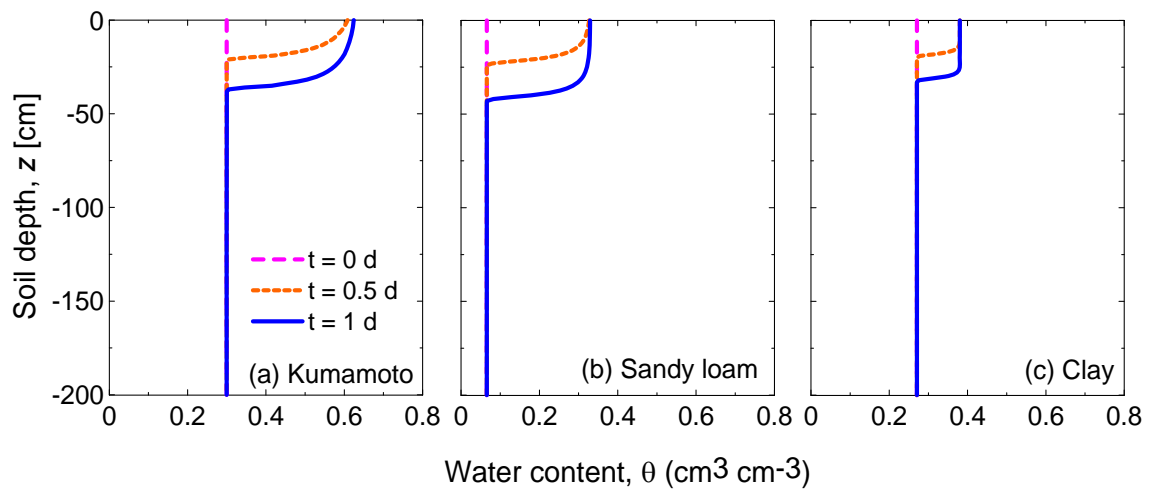 0
-50
-100
-150
-200
Soil depth, z [cm]
t = 0 d
t = 0.5 d
t = 1 d
(a) Kumamoto
(b) Sandy loam
(c) Clay
0 0.2 0.4 0.6 0.8
0 0.2 0.4 0.6 0.8
0 0.2 0.4 0.6 0.8
Water content, θ (cm3 cm-3)